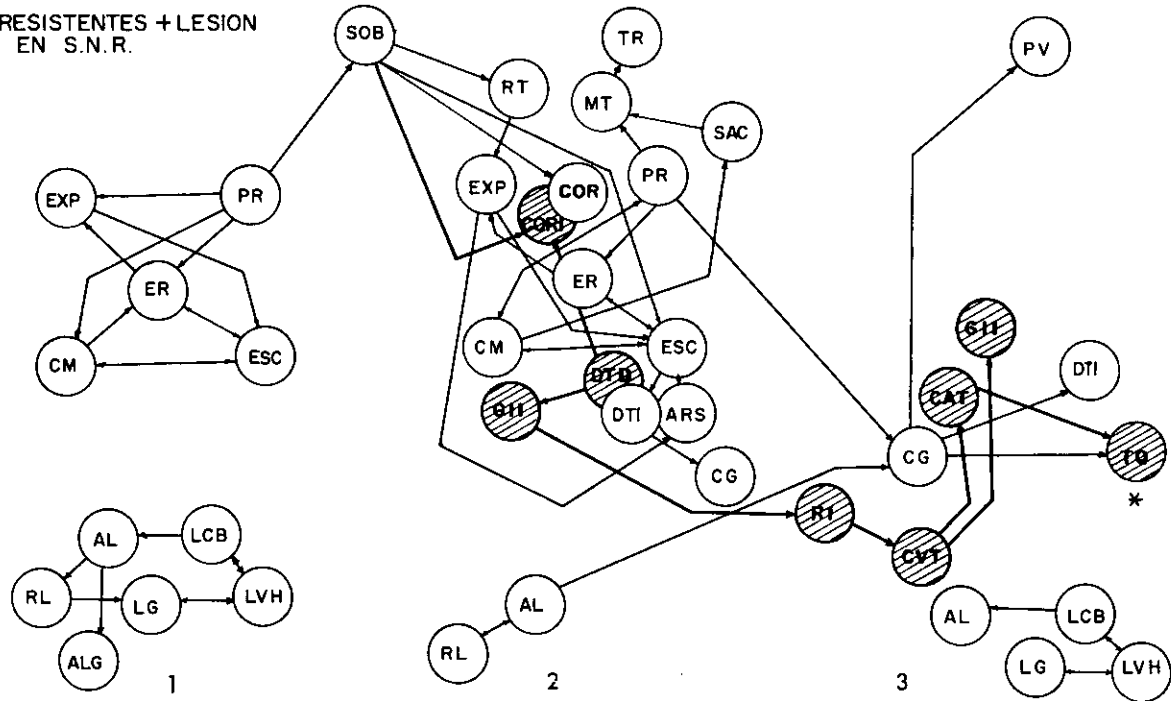 RESISTENTES + LESION
EN S.N.R.
SOB
RT
TR
MT
SAC
PV
EXP
PR
EXP
COR
CORI
PR
ER
ER
CM
ESC
CM
ESC
GII
DTI
CAT
DTD
GII
DTI
ARS
CG
CG
TQ
*
RI
CVT
AL
LCB
RL
LG
LVH
ALG
AL
RL
AL
LCB
LG
LVH
1
2
3